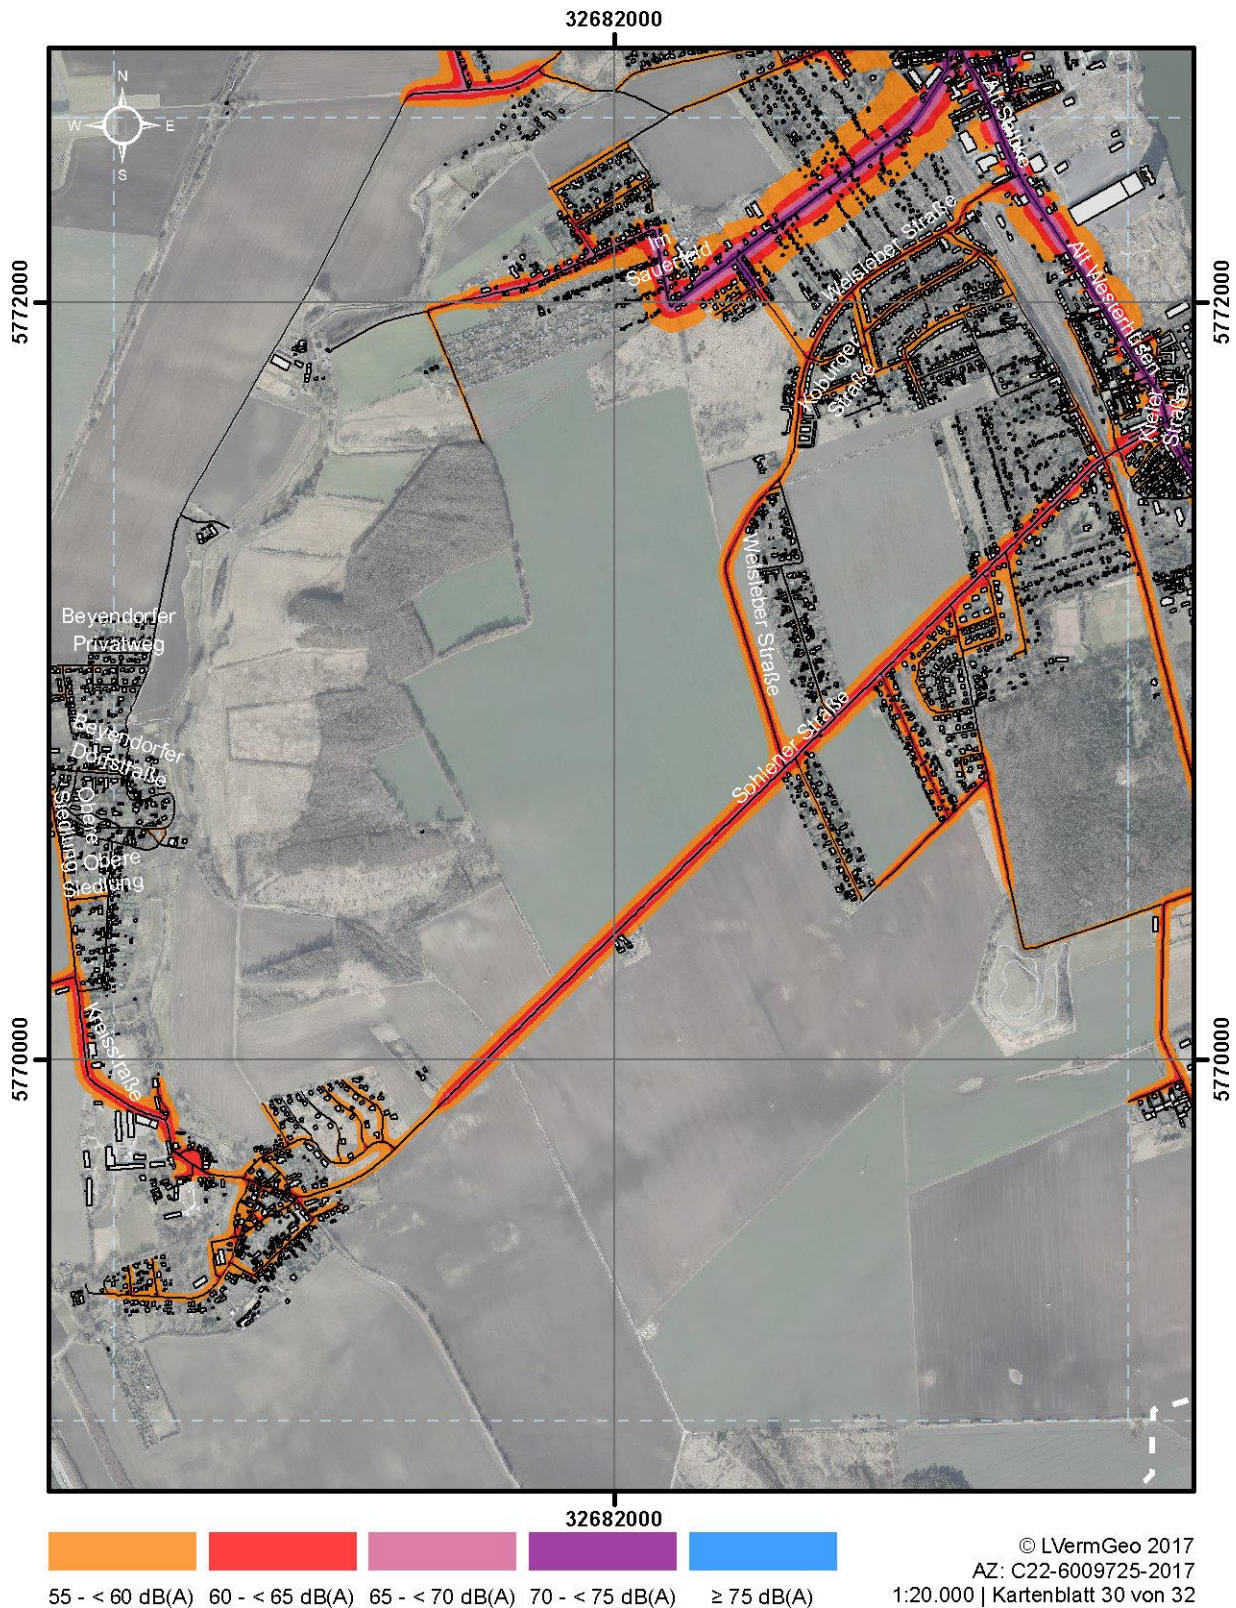 32682000
N
W
E
S
Alt Salbke
Welsleber Straße
Im
Sauerfeld
5772000
5772000
Alt Westerhüsen
Koburger
Straße
Kieler
Straße
Welsleber Straße
Beyendorfer
Privatweg
Beyendorfer
Dorfstraße
Sohlener Straße
Obere
Siedlung
Obere
Siedlung
Kreisstraße
5770000
5770000
32682000
55 - < 60 dB(A)
60 - < 65 dB(A)
65 - < 70 dB(A)
70 - < 75 dB(A)
≥ 75 dB(A)
© LVermGeo 2017
AZ: C22-6009725-2017
1:20.000 | Kartenblatt 30 von 32